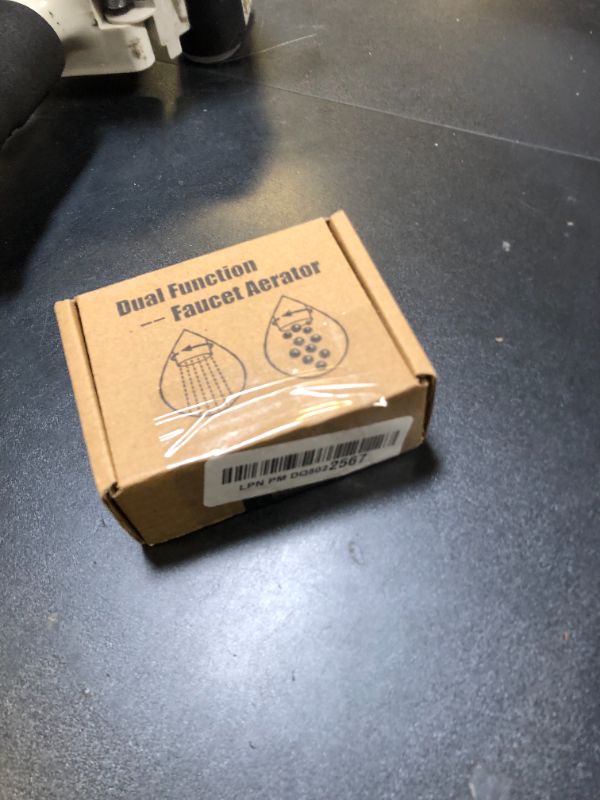 Dual Function
-- Faucet Aerator
LPN PM DQ5022567